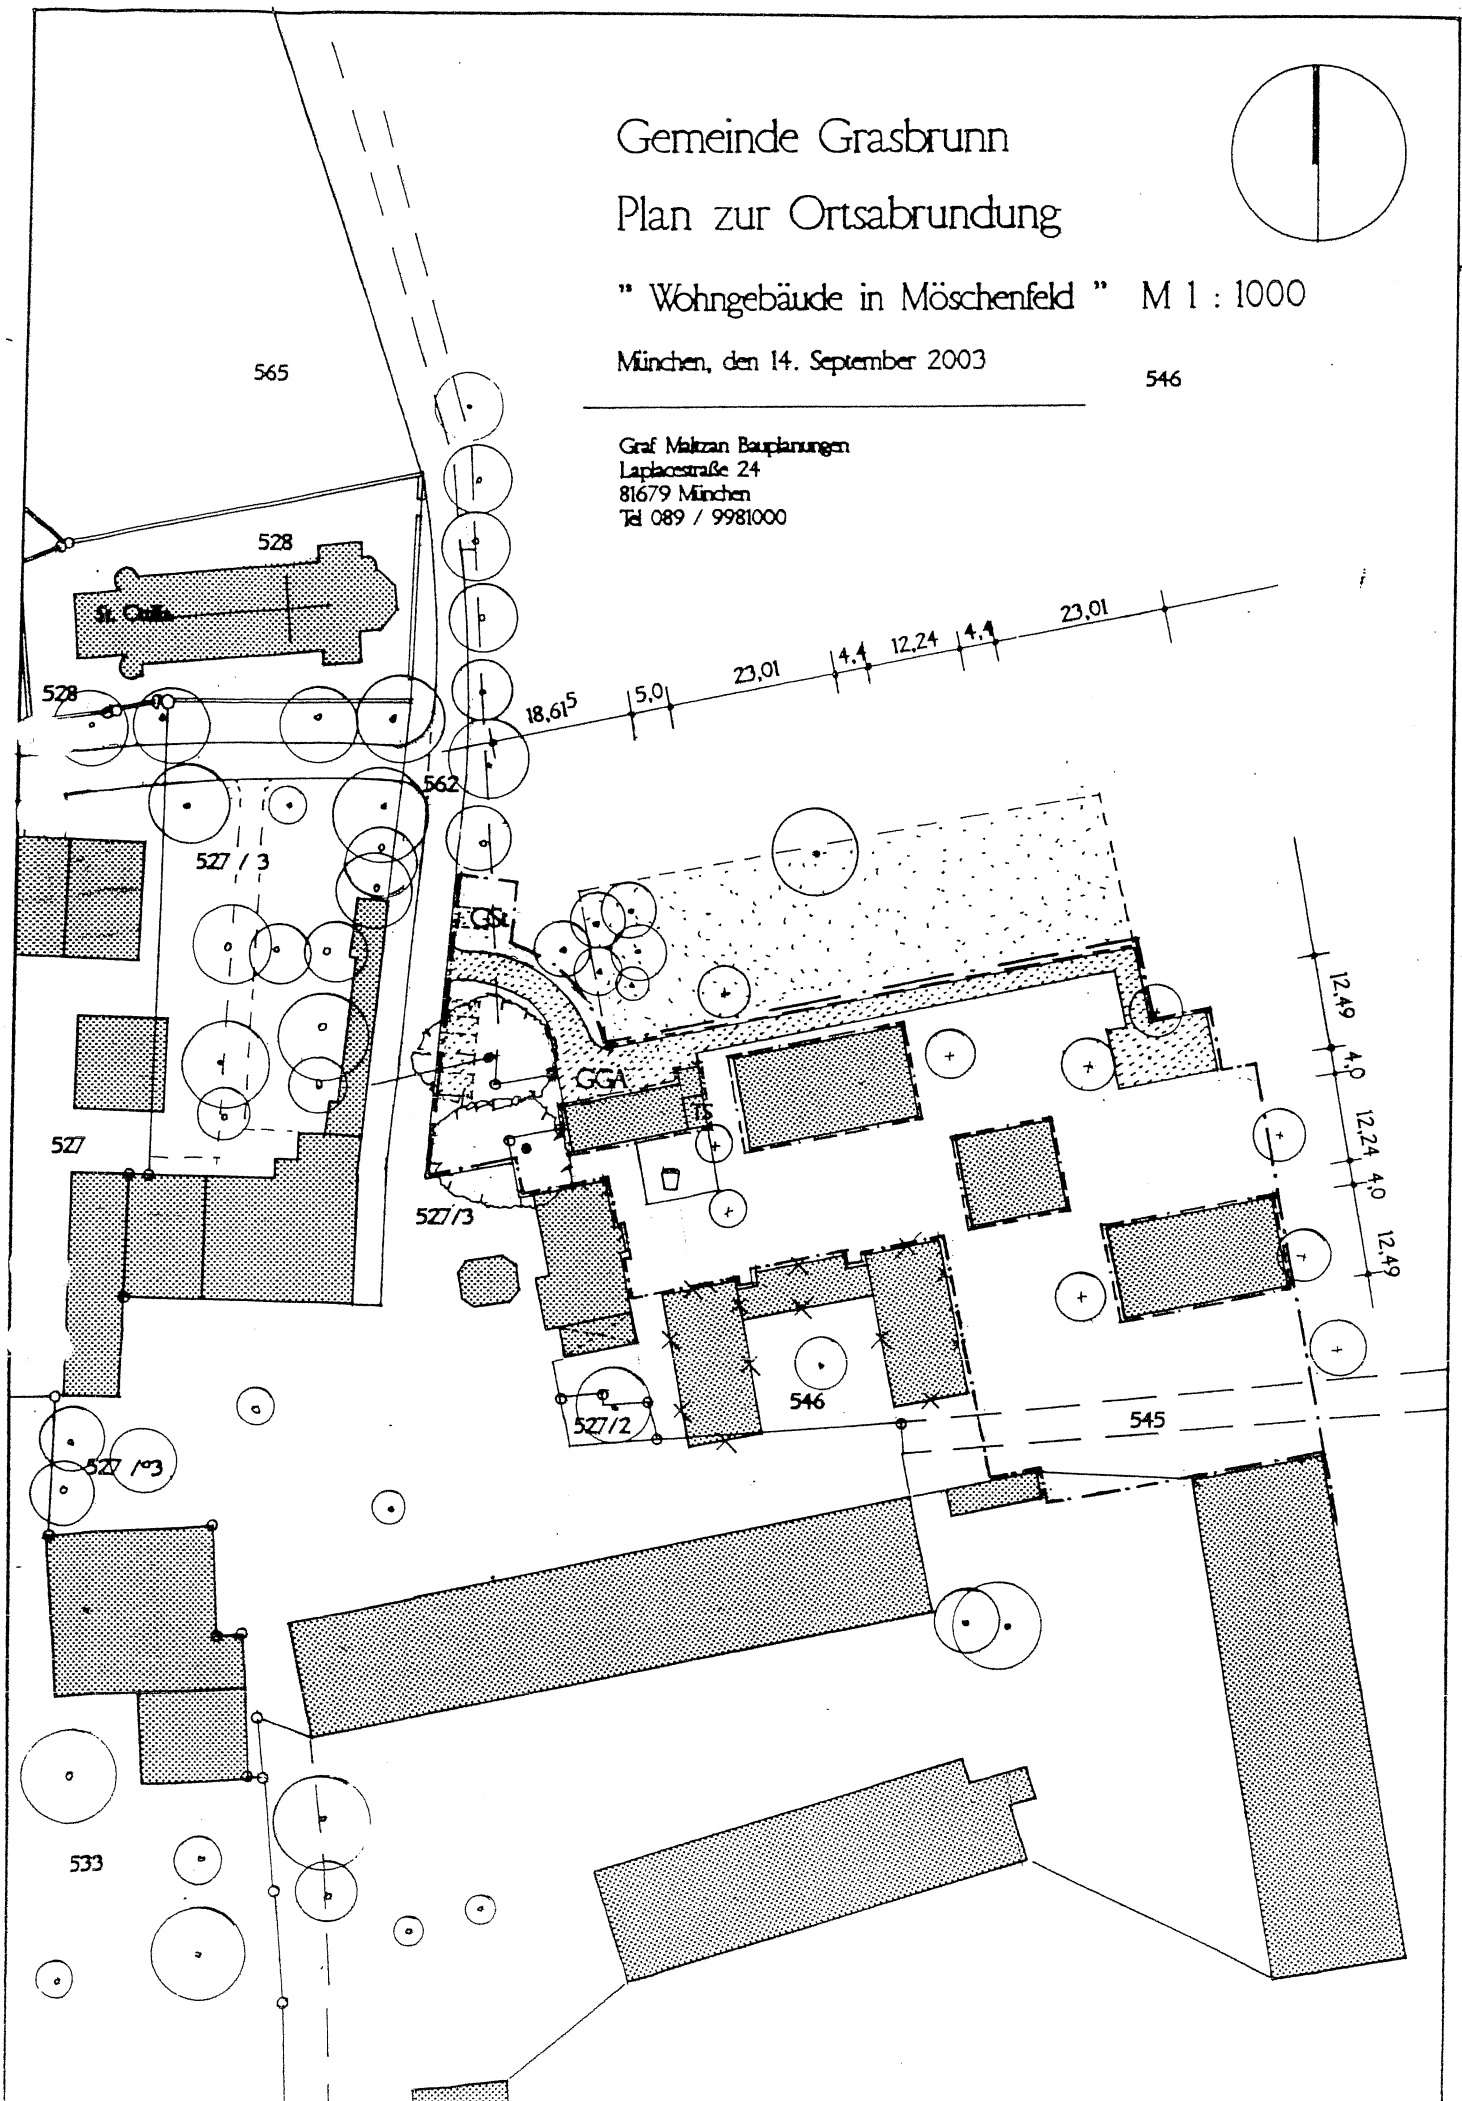 Gemeinde Grasbrunn
Plan zur Ortsabrundung
" Wohngebäude in Möschenfeld " M 1 : 1000
München, den 14. September 2003
565
546
Graf Maltzan Bauplanungen
Laplacestraße 24
81679 München
Tel 089 / 9981000
528
St.
528
18,61⁵
5,0
23,01
4,4
12,24
4,4
23,01
562
527 / 3
GSt
12,49
4,0
12,24
4,0
12,49
GGA
527
527/3
527/2
546
545
527 /
533